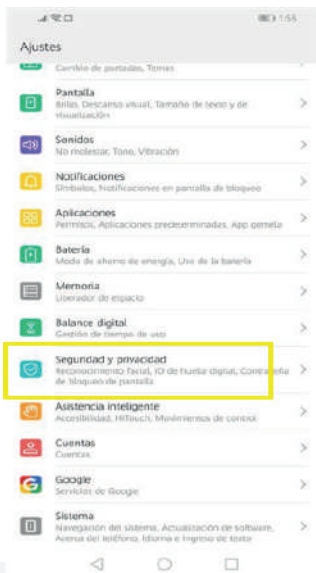 1:55
Ajustes
Cambio de portadas, Temas
Pantalla
Brillo, Descanso visual, Tamaño de texto y de
visualización
Sonidos
No molestar, Tono, Vibración
Notificaciones
Símbolos, Notificaciones en pantalla de bloqueo
Aplicaciones
Permisos, Aplicaciones predeterminadas, App gemela
Batería
Modo de ahorro de energía, Uso de la batería
Memoria
Liberador de espacio
Balance digital
Gestión de tiempo de uso
Seguridad y privacidad
Reconocimiento facial, ID de huella digital, Contraseña
de bloqueo de pantalla
Asistencia inteligente
Accesibilidad, HiTouch, Movimientos de control
Cuentas
Cuentas
Google
Servicios de Google
Sistema
Navegación del sistema, Actualización de software,
Acerca del teléfono, Idioma e ingreso de texto